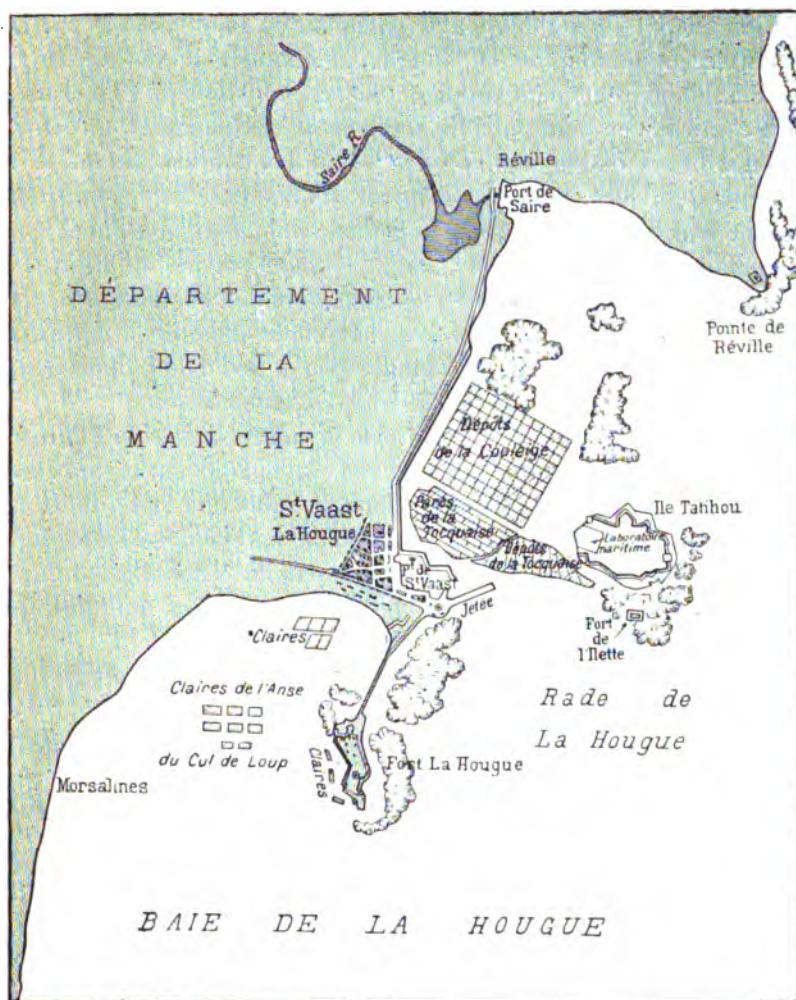 Saire R.
Réville
Port de
Saire
DÉPARTEMENT
DE LA
MANCHE
Pointe de
Réville
Dépôts
de la Couleige
St Vaast
La Hougue
Parcs
de la
Tocquaise
Dépôts
de la Tocquaise
Ile Tatihou
Laboratoire
maritime
Pt de
St Vaast
Jetée
Fort
de
l'Ilette
Claires
Claires de l'Anse
du Cul de Loup
Claires
Fort La Hougue
Rade de
La Hougue
Morsalines
BAIE DE LA HOUGUE